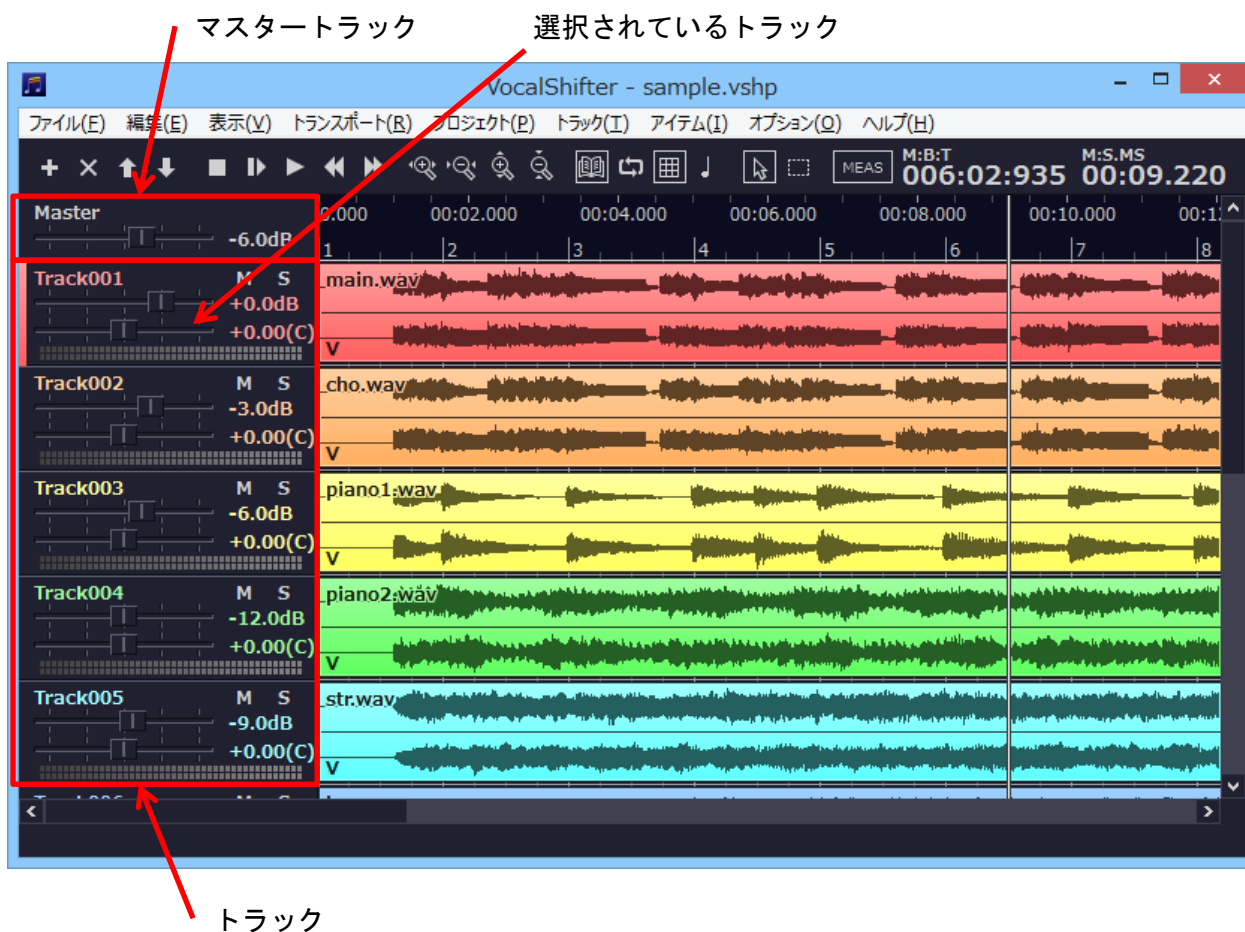 マスタートラック 選択されているトラック
VocalShifter - sample.vshp
ファイル(F) 編集(E) 表示(V) トランスポート(R) プロジェクト(P) トラック(T) アイテム(I) オプション(O) ヘルプ(H)
MEAS M:B:T 006:02:935 M:S.MS 00:09.220
Master 0.000 00:02.000 00:04.000 00:06.000 00:08.000 00:10.000
-6.0dB 1 2 3 4 5 6 7 8
Track001 M S _main.wav
+0.0dB
+0.00(C) V
Track002 M S _cho.wav
-3.0dB
+0.00(C) V
Track003 M S _piano1.wav
-6.0dB
+0.00(C) V
Track004 M S _piano2.wav
-12.0dB
+0.00(C) V
Track005 M S _str.wav
-9.0dB
+0.00(C) V
トラック